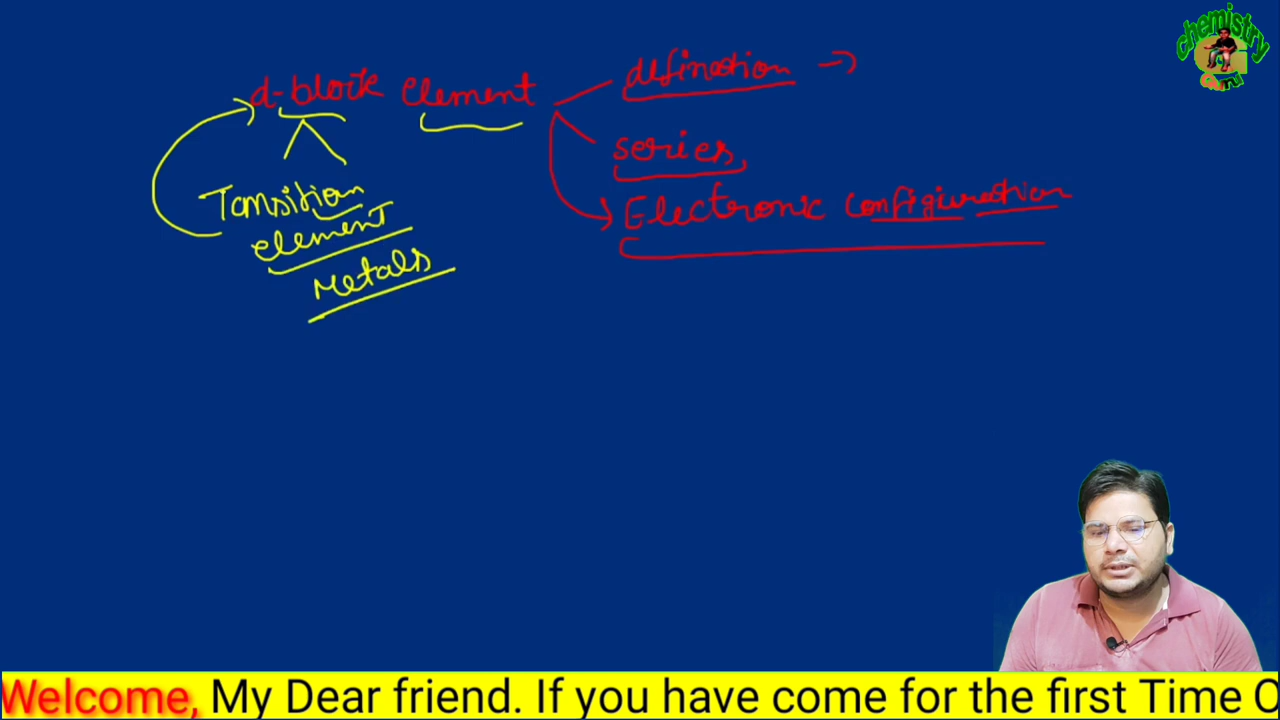 d-block element
defination →
series,
Electronic configuration
Tansition
element
Metals
chemistry
Guru
Welcome, My Dear friend. If you have come for the first Time C